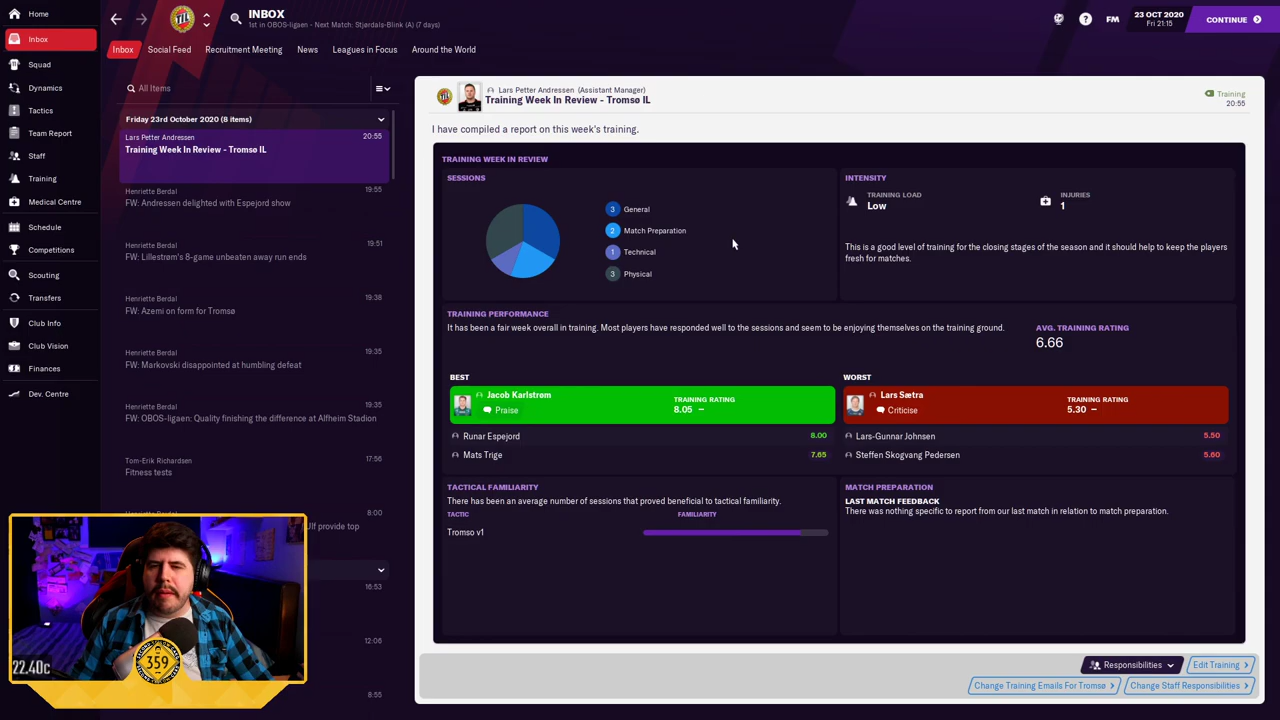 Home
Inbox
Squad
Dynamics
Tactics
Team Report
Staff
Training
Medical Centre
Schedule
Competitions
Scouting
Transfers
Club Info
Club Vision
Finances
Dev. Centre
TIL
INBOX
1st in OBOS-ligaen - Next Match: Stjørdals-Blink (A) (7 days)
FM
23 OCT 2020
Fri 21:15
CONTINUE
Inbox
Social Feed
Recruitment Meeting
News
Leagues in Focus
Around the World
All Items
Friday 23rd October 2020 (8 items)
Lars Petter Andressen
20:55
Training Week In Review - Tromsø IL
Henriette Berdal
19:55
FW: Andressen delighted with Espejord show
Henriette Berdal
19:51
FW: Lillestrøm's 8-game unbeaten away run ends
Henriette Berdal
19:38
FW: Azemi on form for Tromsø
Henriette Berdal
19:35
FW: Markovski disappointed at humbling defeat
Henriette Berdal
19:35
FW: OBOS-ligaen: Quality finishing the difference at Alfheim Stadion
Tom-Erik Richardsen
17:56
Fitness tests
8:00
provide top
16:53
12:06
8:55
Lars Petter Andressen (Assistant Manager)
Training Week In Review - Tromsø IL
Training
20:55
I have compiled a report on this week's training.
TRAINING WEEK IN REVIEW
SESSIONS
3 General
2 Match Preparation
1 Technical
3 Physical
INTENSITY
TRAINING LOAD
Low
INJURIES
1
This is a good level of training for the closing stages of the season and it should help to keep the players
fresh for matches.
TRAINING PERFORMANCE
It has been a fair week overall in training. Most players have responded well to the sessions and seem to be enjoying themselves on the training ground.
AVG. TRAINING RATING
6.66
BEST
Jacob Karlstrøm
Praise
TRAINING RATING
8.05 –
Runar Espejord 8.00
Mats Trige 7.65
WORST
Lars Sætra
Criticise
TRAINING RATING
5.30 –
Lars-Gunnar Johnsen 5.50
Steffen Skogvang Pedersen 5.60
TACTICAL FAMILIARITY
There has been an average number of sessions that proved beneficial to tactical familiarity.
TACTIC
FAMILIARITY
Tromso v1
MATCH PREPARATION
LAST MATCH FEEDBACK
There was nothing specific to report from our last match in relation to match preparation.
Responsibilities
Edit Training
Change Training Emails For Tromsø
Change Staff Responsibilities
22.40c
359